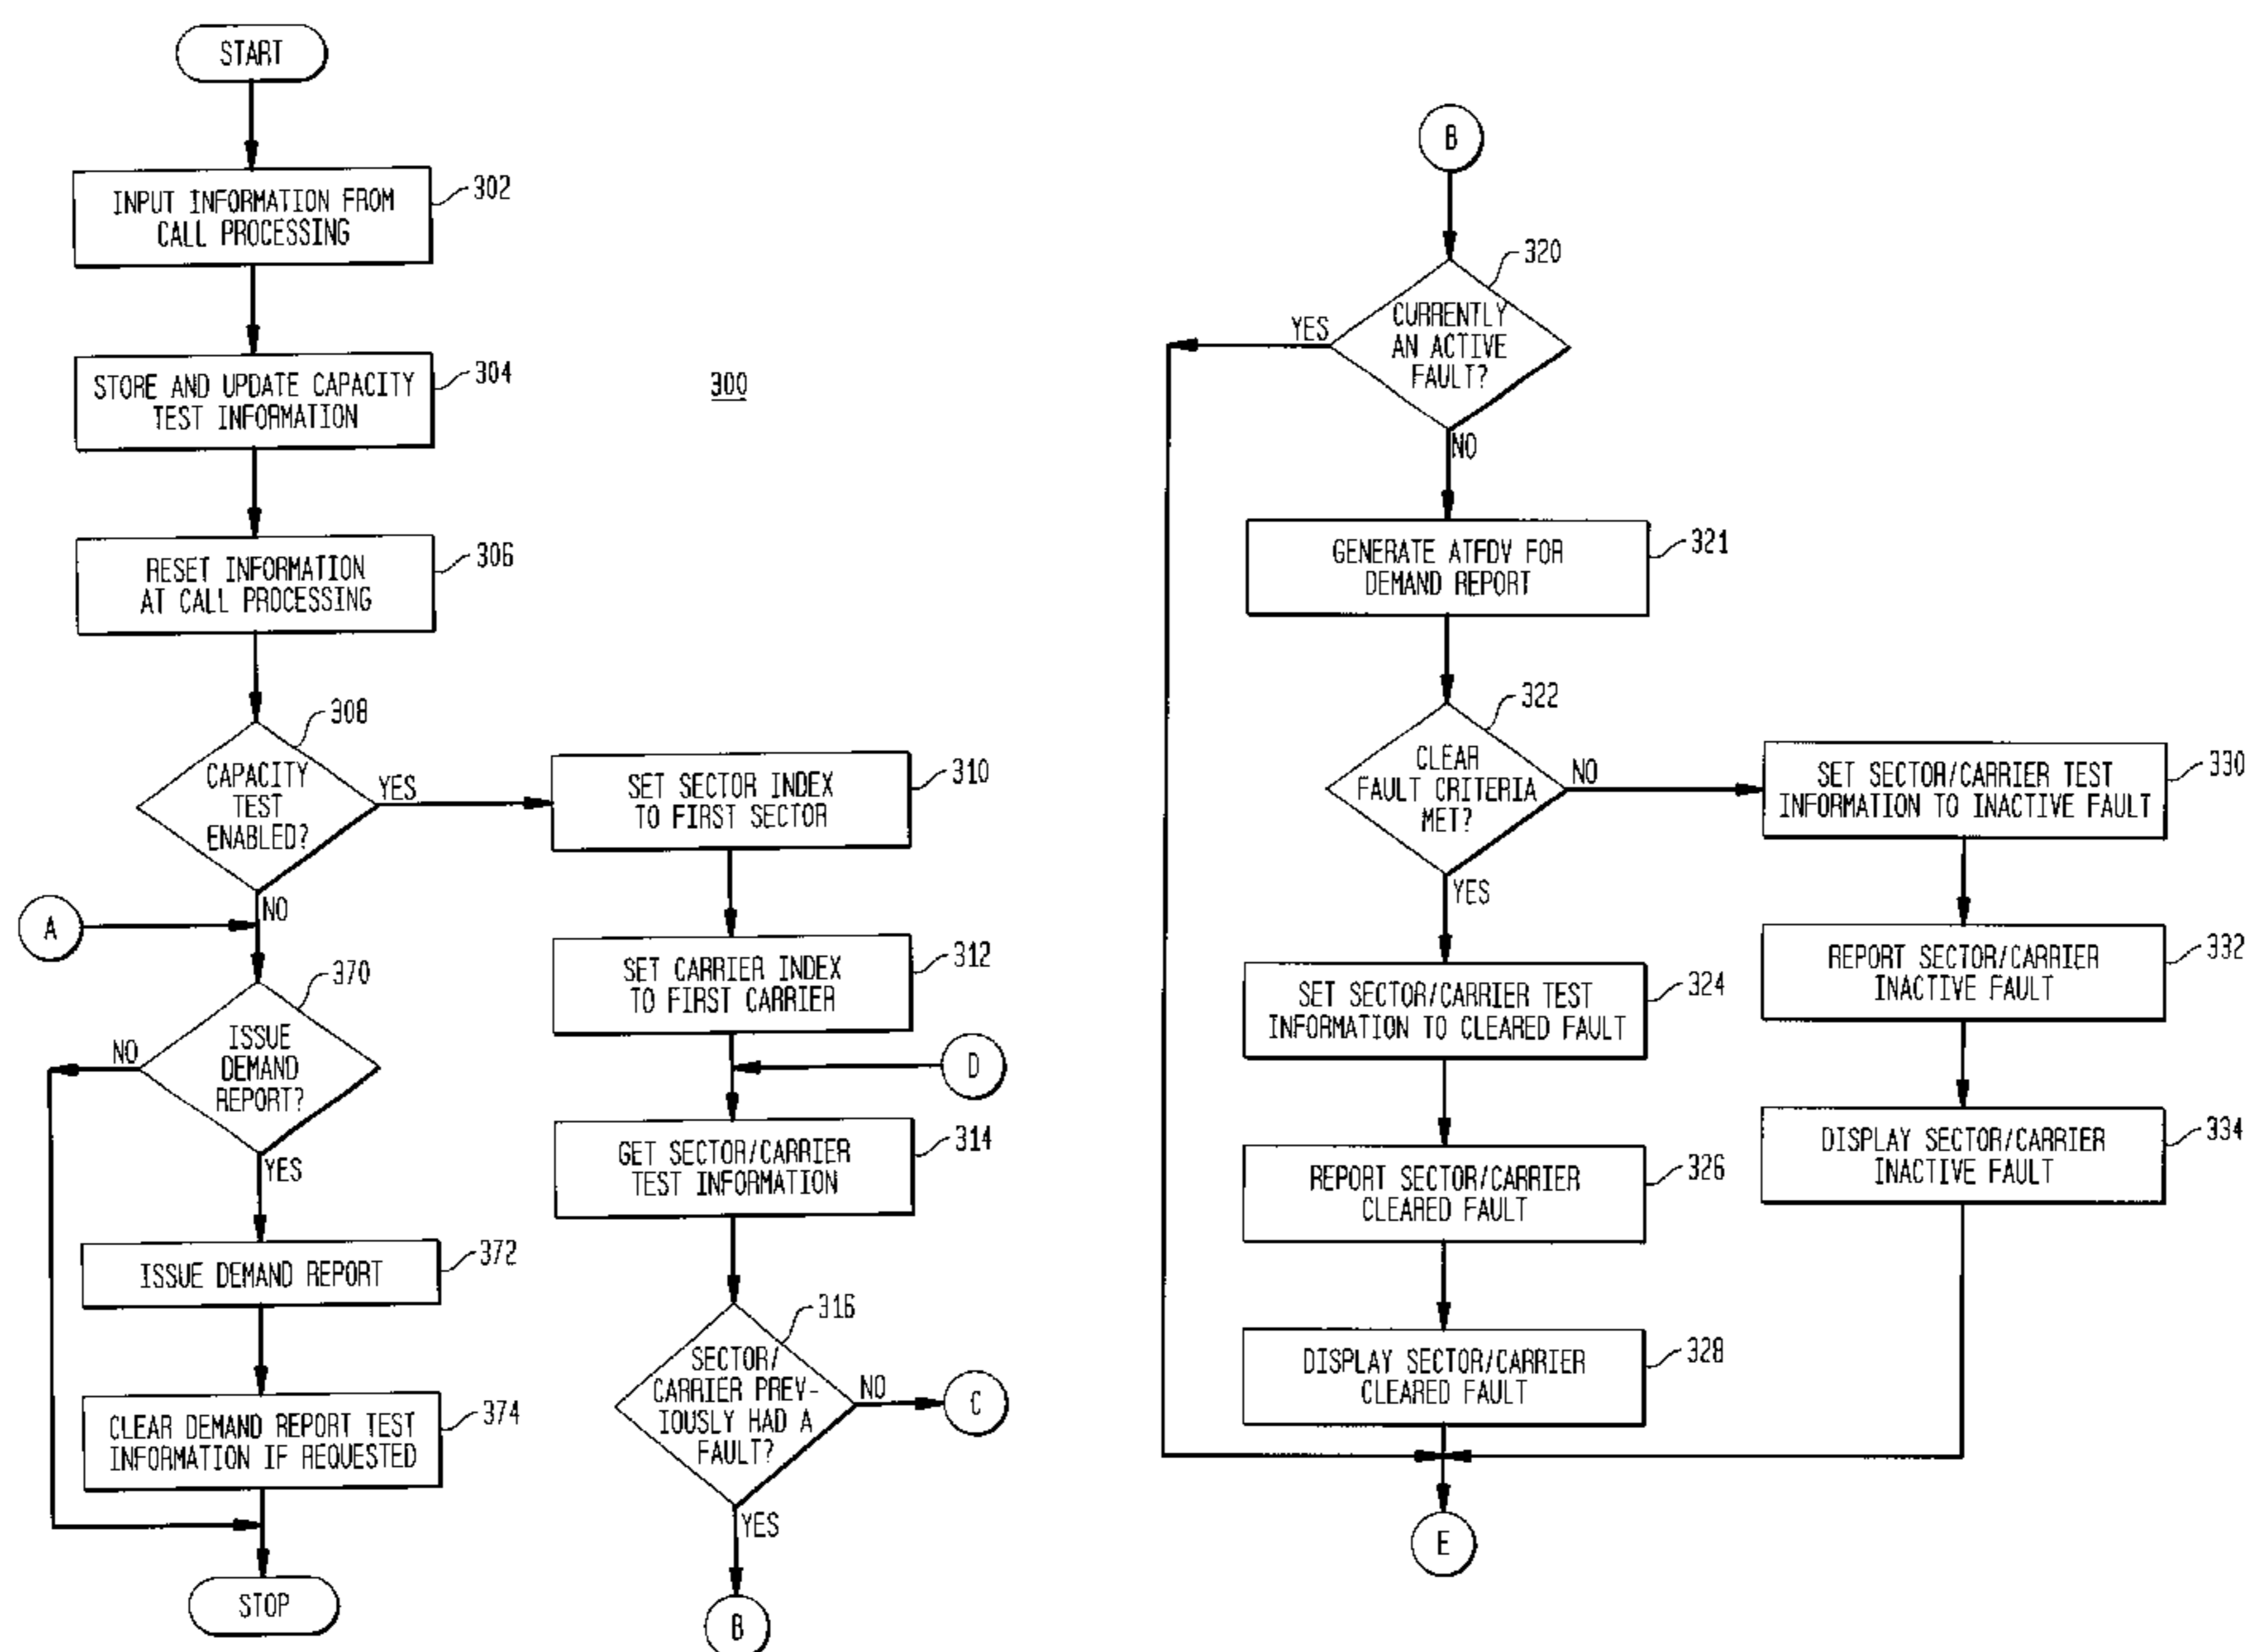 START
INPUT INFORMATION FROM
CALL PROCESSING
302
STORE AND UPDATE CAPACITY
TEST INFORMATION
304
RESET INFORMATION
AT CALL PROCESSING
306
300
CAPACITY
TEST
ENABLED?
308
YES
NO
A
ISSUE
DEMAND
REPORT?
370
NO
YES
ISSUE DEMAND REPORT
372
CLEAR DEMAND REPORT TEST
INFORMATION IF REQUESTED
374
STOP
SET SECTOR INDEX
TO FIRST SECTOR
310
SET CARRIER INDEX
TO FIRST CARRIER
312
D
GET SECTOR/CARRIER
TEST INFORMATION
314
SECTOR/
CARRIER PREV-
IOUSLY HAD A
FAULT?
316
NO
C
YES
B
B
CURRENTLY
AN ACTIVE
FAULT?
320
YES
NO
GENERATE ATFDV FOR
DEMAND REPORT
321
CLEAR
FAULT CRITERIA
MET?
322
NO
YES
SET SECTOR/CARRIER TEST
INFORMATION TO CLEARED FAULT
324
REPORT SECTOR/CARRIER
CLEARED FAULT
326
DISPLAY SECTOR/CARRIER
CLEARED FAULT
328
SET SECTOR/CARRIER TEST
INFORMATION TO INACTIVE FAULT
330
REPORT SECTOR/CARRIER
INACTIVE FAULT
332
DISPLAY SECTOR/CARRIER
INACTIVE FAULT
334
E